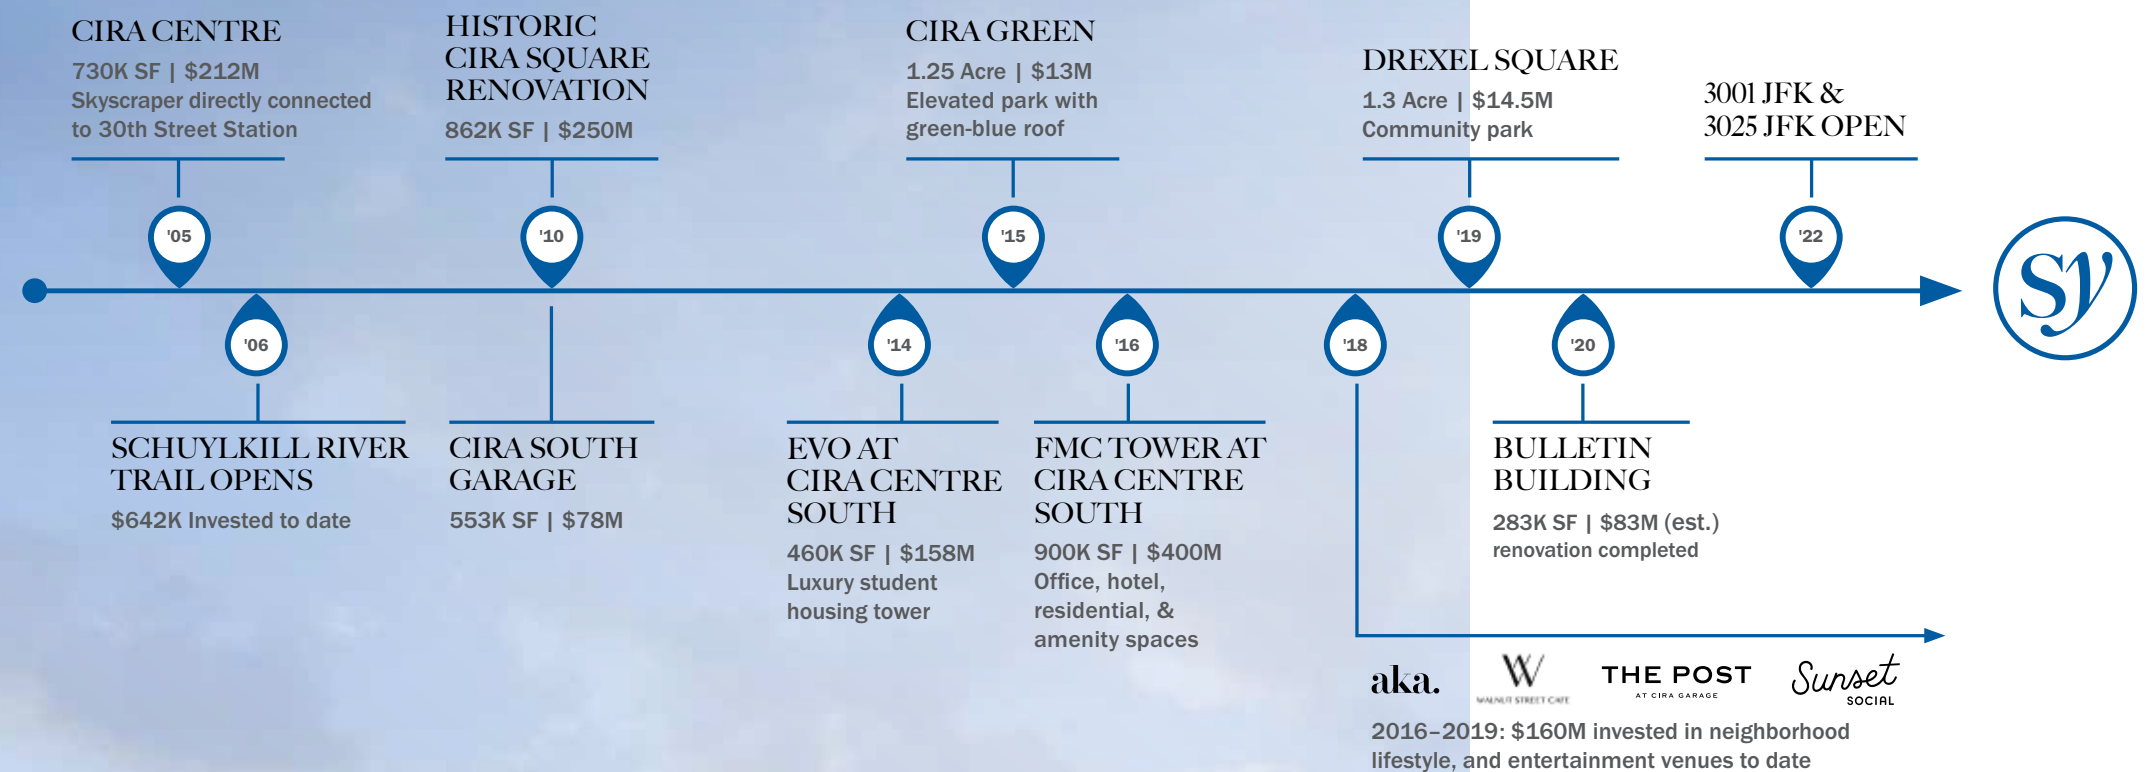 CIRA CENTRE
730K SF | $212M
Skyscraper directly connected
to 30th Street Station
HISTORIC
CIRA SQUARE
RENOVATION
862K SF | $250M
CIRA GREEN
1.25 Acre | $13M
Elevated park with
green-blue roof
DREXEL SQUARE
1.3 Acre | $14.5M
Community park
3001 JFK &
3025 JFK OPEN
'05
'10
'15
'19
'22
sy
'06
'14
'16
'18
'20
SCHUYLKILL RIVER
TRAIL OPENS
$642K Invested to date
CIRA SOUTH
GARAGE
553K SF | $78M
EVO AT
CIRA CENTRE
SOUTH
460K SF | $158M
Luxury student
housing tower
FMC TOWER AT
CIRA CENTRE
SOUTH
900K SF | $400M
Office, hotel,
residential, &
amenity spaces
BULLETIN
BUILDING
283K SF | $83M (est.)
renovation completed
aka.
W
WALNUT STREET CAFE
THE POST
AT CIRA GARAGE
Sunset
SOCIAL
2016–2019: $160M invested in neighborhood
lifestyle, and entertainment venues to date